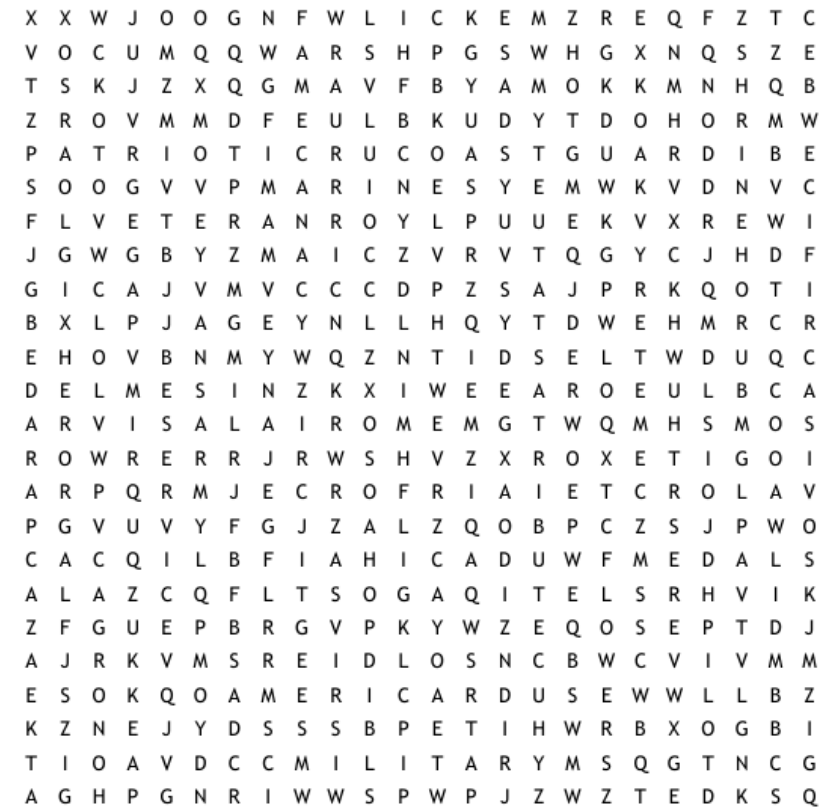 X X W J O O G N F W L I C K E M Z R E Q F Z T C
V O C U M Q Q W A R S H P G S W H G X N Q S Z E
T S K J Z X Q G M A V F B Y A M O K K M N H Q B
Z R O V M M D F E U L B K U D Y T D O H O R M W
P A T R I O T I C R U C O A S T G U A R D I B E
S O O G V V P M A R I N E S Y E M W K V D N V C
F L V E T E R A N R O Y L P U U E K V X R E W I
J G W G B Y Z M A I C Z V R V T Q G Y C J H D F
G I C A J V M V C C C D P Z S A J P R K Q O T I
B X L P J A G E Y N L L H Q Y T D W E H M R C R
E H O V B N M Y W Q Z N T I D S E L T W D U Q C
D E L M E S I N Z K X I W E E A R O E U L B C A
A R V I S A L A I R O M E M G T W Q M H S M O S
R O W R E R R J R W S H V Z X R O X E T I G O I
A R P Q R M J E C R O F R I A I E T C R O L A V
P G V U V Y F G J Z A L Z Q O B P C Z S J P W O
C A C Q I L B F I A H I C A D U W F M E D A L S
A L A Z C Q F L T S O G A Q I T E L S R H V I K
Z F G U E P B R G V P K Y W Z E Q O S E P T D J
A J R K V M S R E I D L O S N C B W C V I V M M
E S O K Q O A M E R I C A R D U S E W W L L B Z
K Z N E J Y D S S S B P E T I H W R B X O G B I
T I O A V D C C M I L I T A R Y M S Q G T N C G
A G H P G N R I W W S P W P J Z W Z T E D K S Q